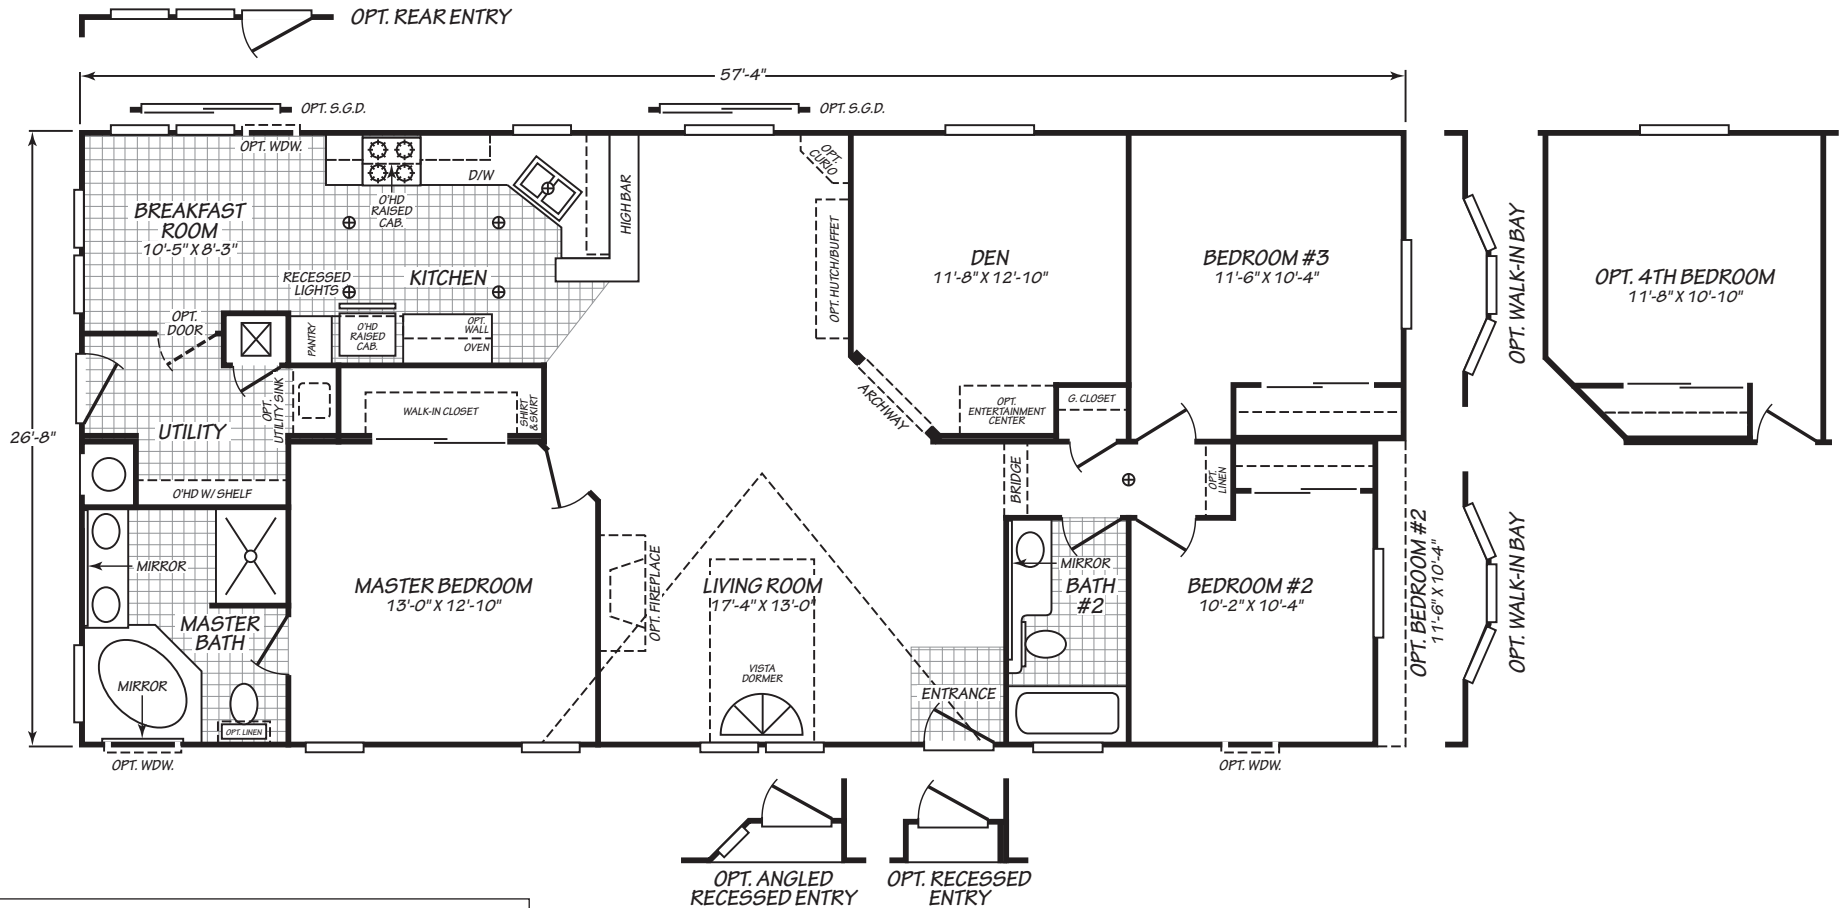 OPT. REAR ENTRY
57'-4"
OPT. S.G.D.
OPT. S.G.D.
OPT. WDW.
D/W
O'HD
RAISED
CAB.
HIGH BAR
OPT.
CURIO
OPT. HUTCH/BUFFET
BREAKFAST
ROOM
10'-5" X 8'-3"
RECESSED
LIGHTS
KITCHEN
DEN
11'-8" X 12'-10"
BEDROOM #3
11'-6" X 10'-4"
OPT. WALK-IN BAY
OPT. 4TH BEDROOM
11'-8" X 10'-10"
OPT.
DOOR
PANTRY
O'HD
RAISED
CAB.
OPT.
WALL
OVEN
OPT.
UTILITY SINK
WALK-IN CLOSET
SHIRT
& SKIRT
ARCHWAY
OPT.
ENTERTAINMENT
CENTER
G. CLOSET
26'-8"
UTILITY
O'HD W/ SHELF
BRIDGE
OPT.
LINEN
MIRROR
MASTER
BATH
MIRROR
OPT. LINEN
OPT. WDW.
MASTER BEDROOM
13'-0" X 12'-10"
OPT. FIREPLACE
LIVING ROOM
17'-4" X 13'-0"
VISTA
DORMER
ENTRANCE
MIRROR
BATH
#2
BEDROOM #2
10'-2" X 10'-4"
OPT. WDW.
OPT. BEDROOM #2
11'-6" X 10'-4"
OPT. WALK-IN BAY
OPT. ANGLED
RECESSED ENTRY
OPT. RECESSED
ENTRY